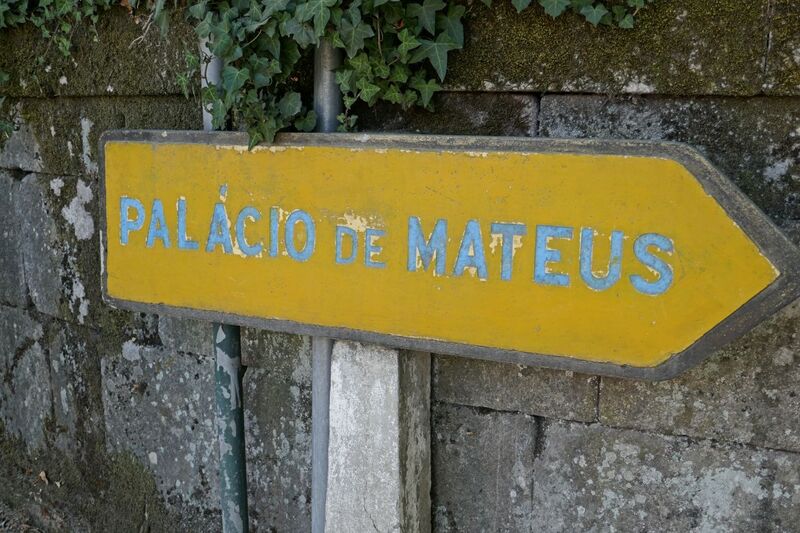 PALÁCIO DE MATEUS